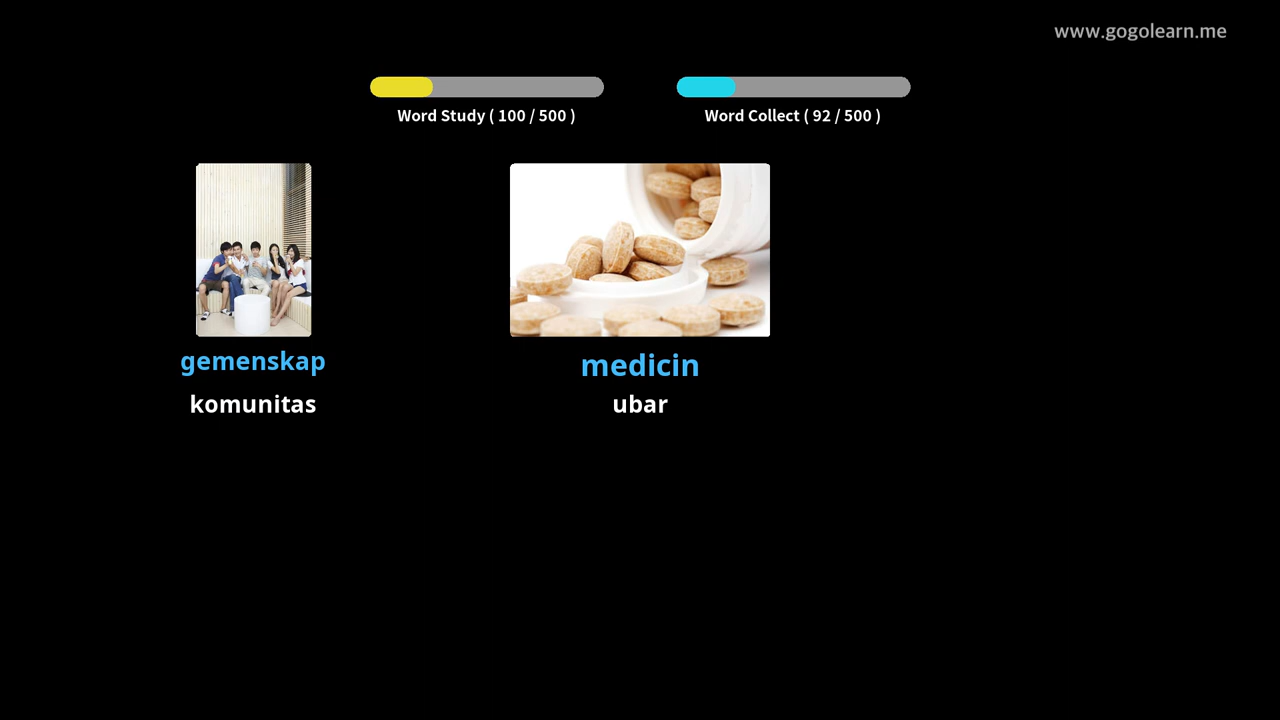 www.gogolearn.me
Word Study ( 100 / 500 )
Word Collect ( 92 / 500 )
gemenskap
komunitas
medicin
ubar